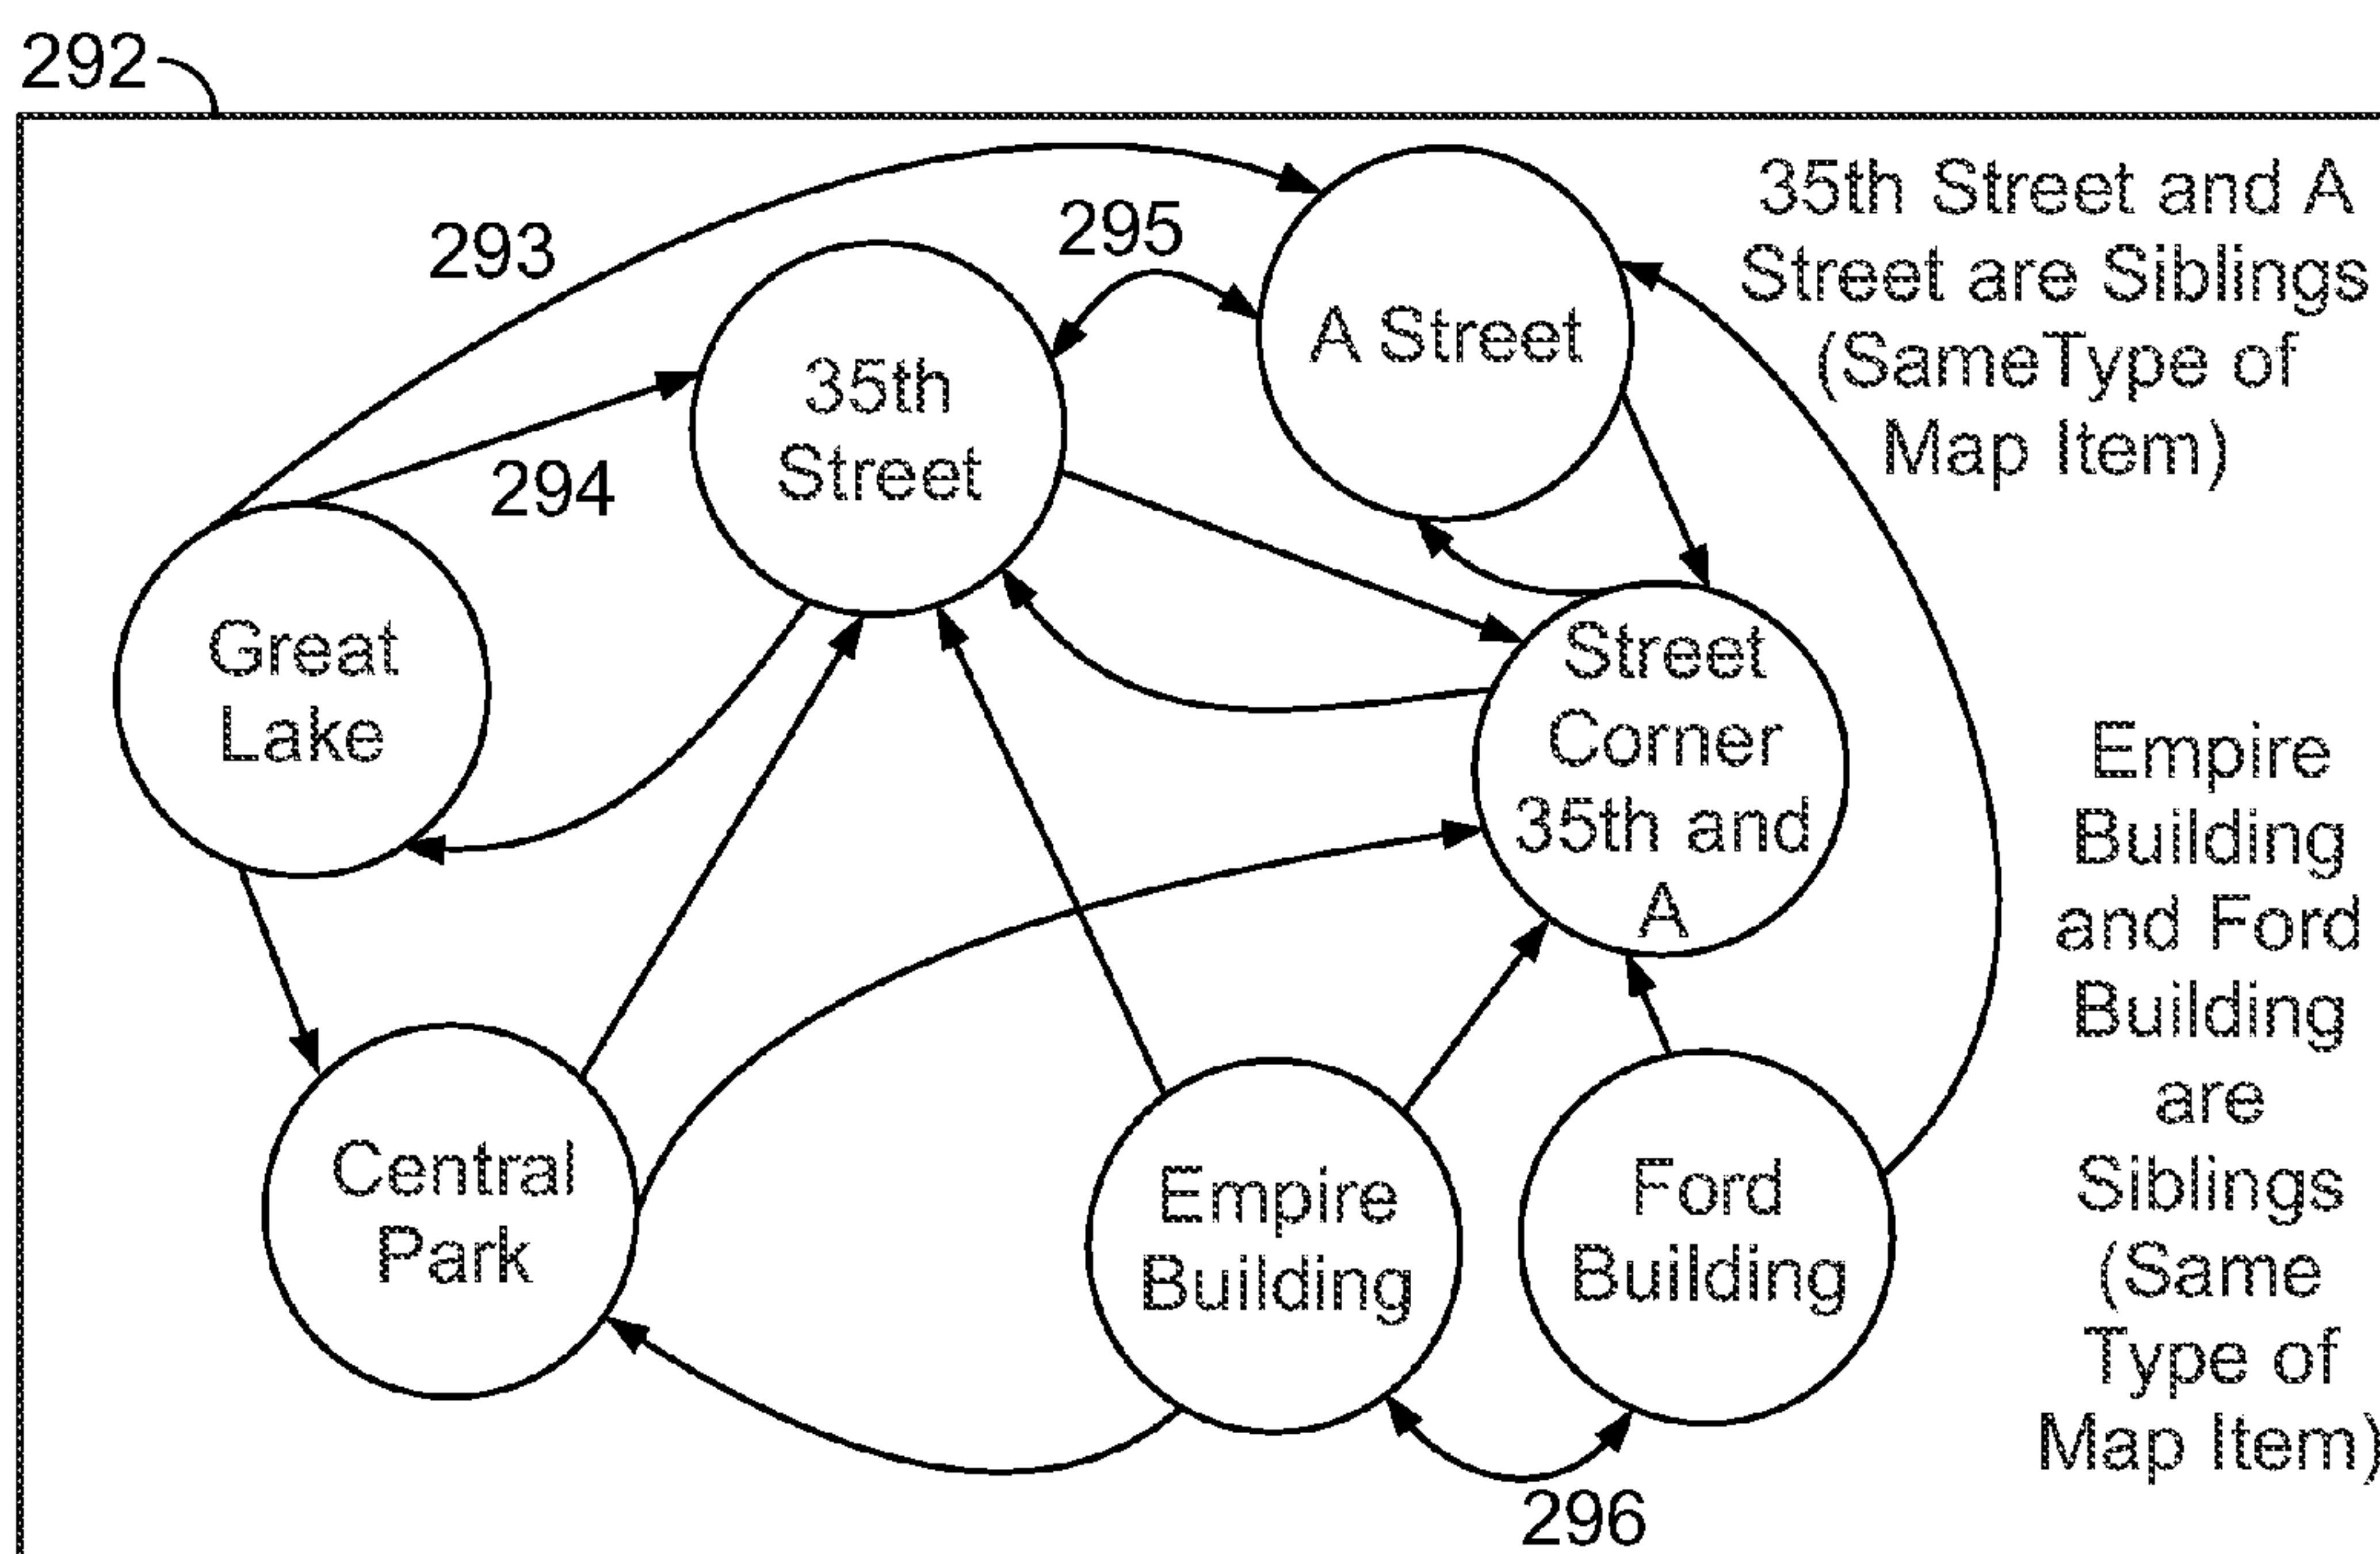 292
293
295
294
296
35th
Street
A Street
35th Street and A
Street are Siblings
(SameType of
Map Item)
Great
Lake
Street
Corner
35th and
A
Empire
Building
and Ford
Building
are
Siblings
(Same
Type of
Map Item)
Central
Park
Empire
Building
Ford
Building